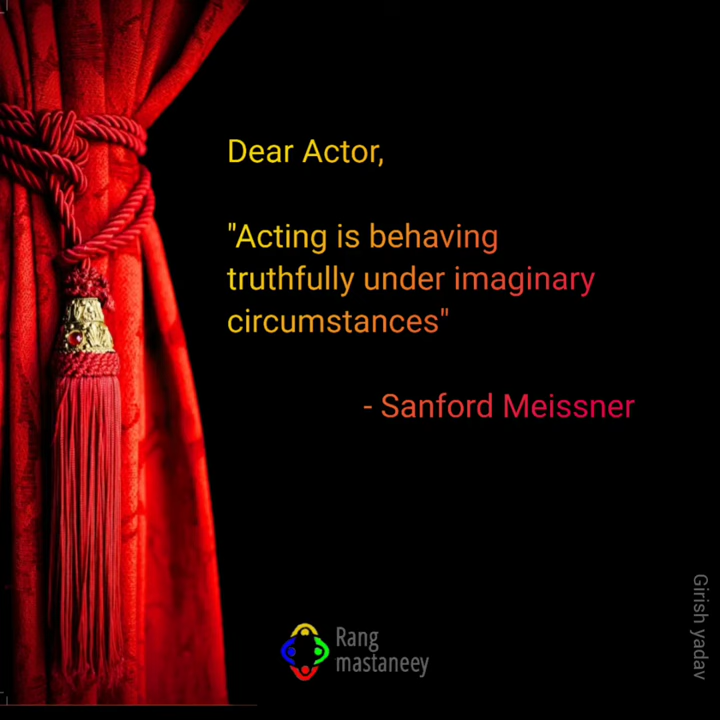 Dear Actor,
"Acting is behaving
truthfully under imaginary
circumstances"
- Sanford Meissner
Rang
mastaneey
Girish yadav